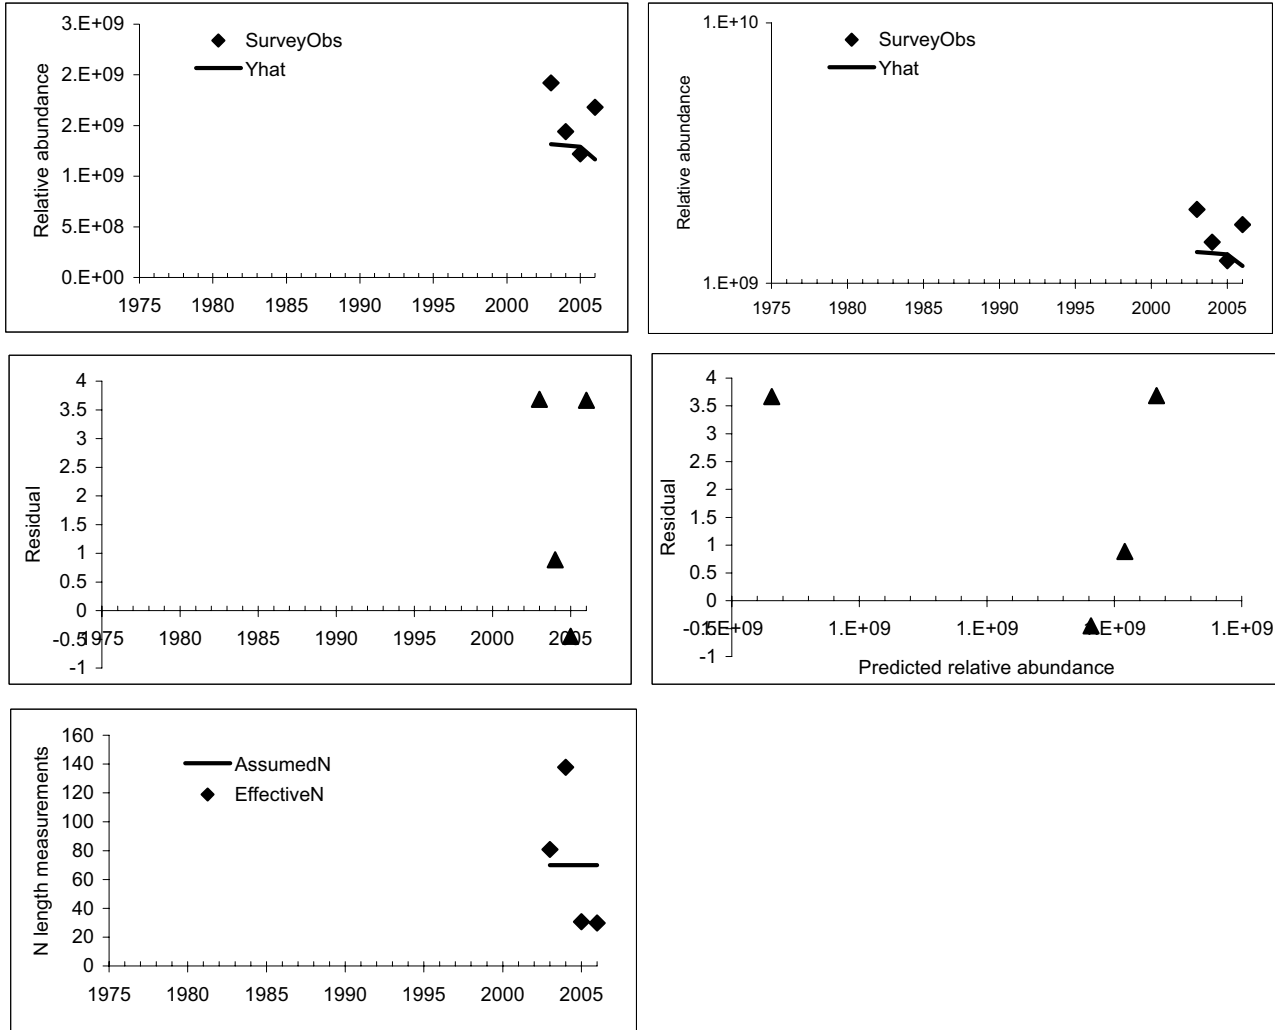 3.E+09
2.E+09
2.E+09
1.E+09
5.E+08
0.E+00
Relative abundance
SurveyObs
Yhat
1975 1980 1985 1990 1995 2000 2005
1.E+10
1.E+09
Relative abundance
SurveyObs
Yhat
1975 1980 1985 1990 1995 2000 2005
4
3.5
3
2.5
2
1.5
1
0.5
0
-0.5
-1
Residual
1975 1980 1985 1990 1995 2000 2005
4
3.5
3
2.5
2
1.5
1
0.5
0
-1
Residual
1.E+09 1.E+09 1.E+09
Predicted relative abundance
160
140
120
100
80
60
40
20
0
N length measurements
AssumedN
EffectiveN
1975 1980 1985 1990 1995 2000 2005